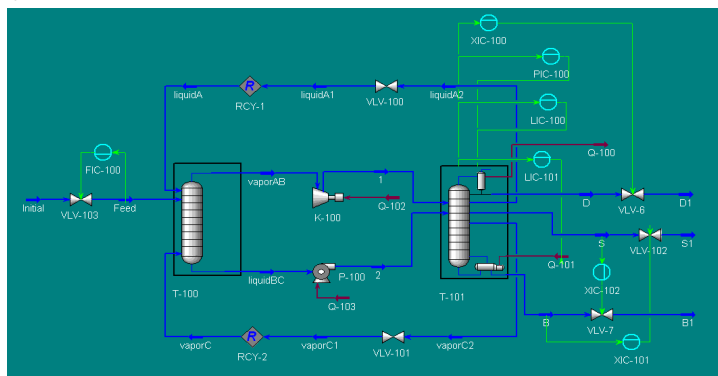 XIC-100
PIC-100
R
liquidA
RCY-1
liquidA1
VLV-100
liquidA2
LIC-100
FIC-100
Q-100
LIC-101
vaporAB
1
Initial
VLV-103
Feed
K-100
Q-102
D
VLV-6
D1
2
S
VLV-102
S1
liquidBC
P-100
Q-101
T-100
Q-103
T-101
XIC-102
R
B
VLV-7
B1
vaporC
RCY-2
vaporC1
VLV-101
vaporC2
XIC-101